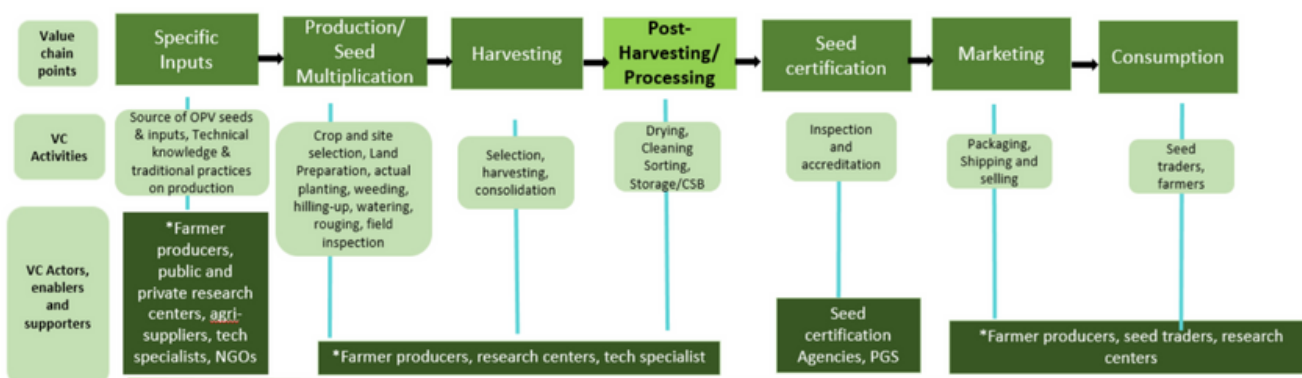 Value
chain
points
Specific
Inputs
Production/
Seed
Multiplication
Harvesting
Post-
Harvesting/
Processing
Seed
certification
Marketing
Consumption
VC
Activities
Source of OPV seeds
& inputs, Technical
knowledge &
traditional practices
on production
Crop and site
selection, Land
Preparation, actual
planting, weeding,
hilling-up, watering,
rouging, field
inspection
Selection,
harvesting,
consolidation
Drying,
Cleaning
Sorting,
Storage/CSB
Inspection
and
accreditation
Packaging,
Shipping and
selling
Seed
traders,
farmers
VC Actors,
enablers
and
supporters
*Farmer
producers,
public and
private research
centers, agri-
suppliers, tech
specialists, NGOs
*Farmer producers, research centers, tech specialist
Seed
certification
Agencies, PGS
*Farmer producers, seed traders, research
centers